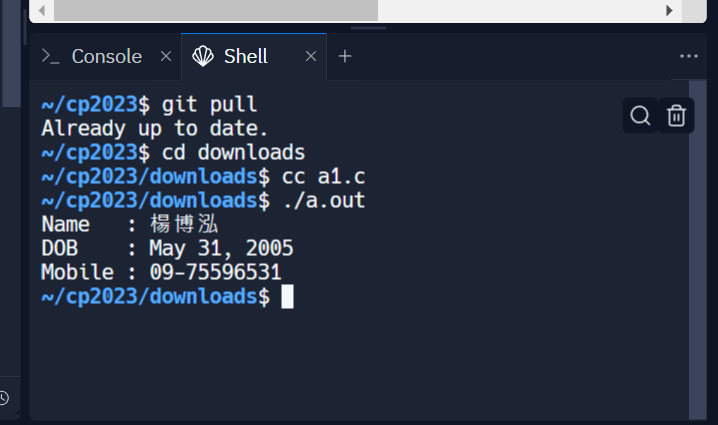 Console
Shell
~/cp2023$ git pull
Already up to date.
~/cp2023$ cd downloads
~/cp2023/downloads$ cc a1.c
~/cp2023/downloads$ ./a.out
Name   : 楊博泓
DOB    : May 31, 2005
Mobile : 09-75596531
~/cp2023/downloads$